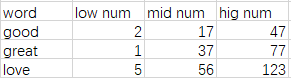 word low num mid num hig num
good 2 17 47
great 1 37 77
love 5 56 123